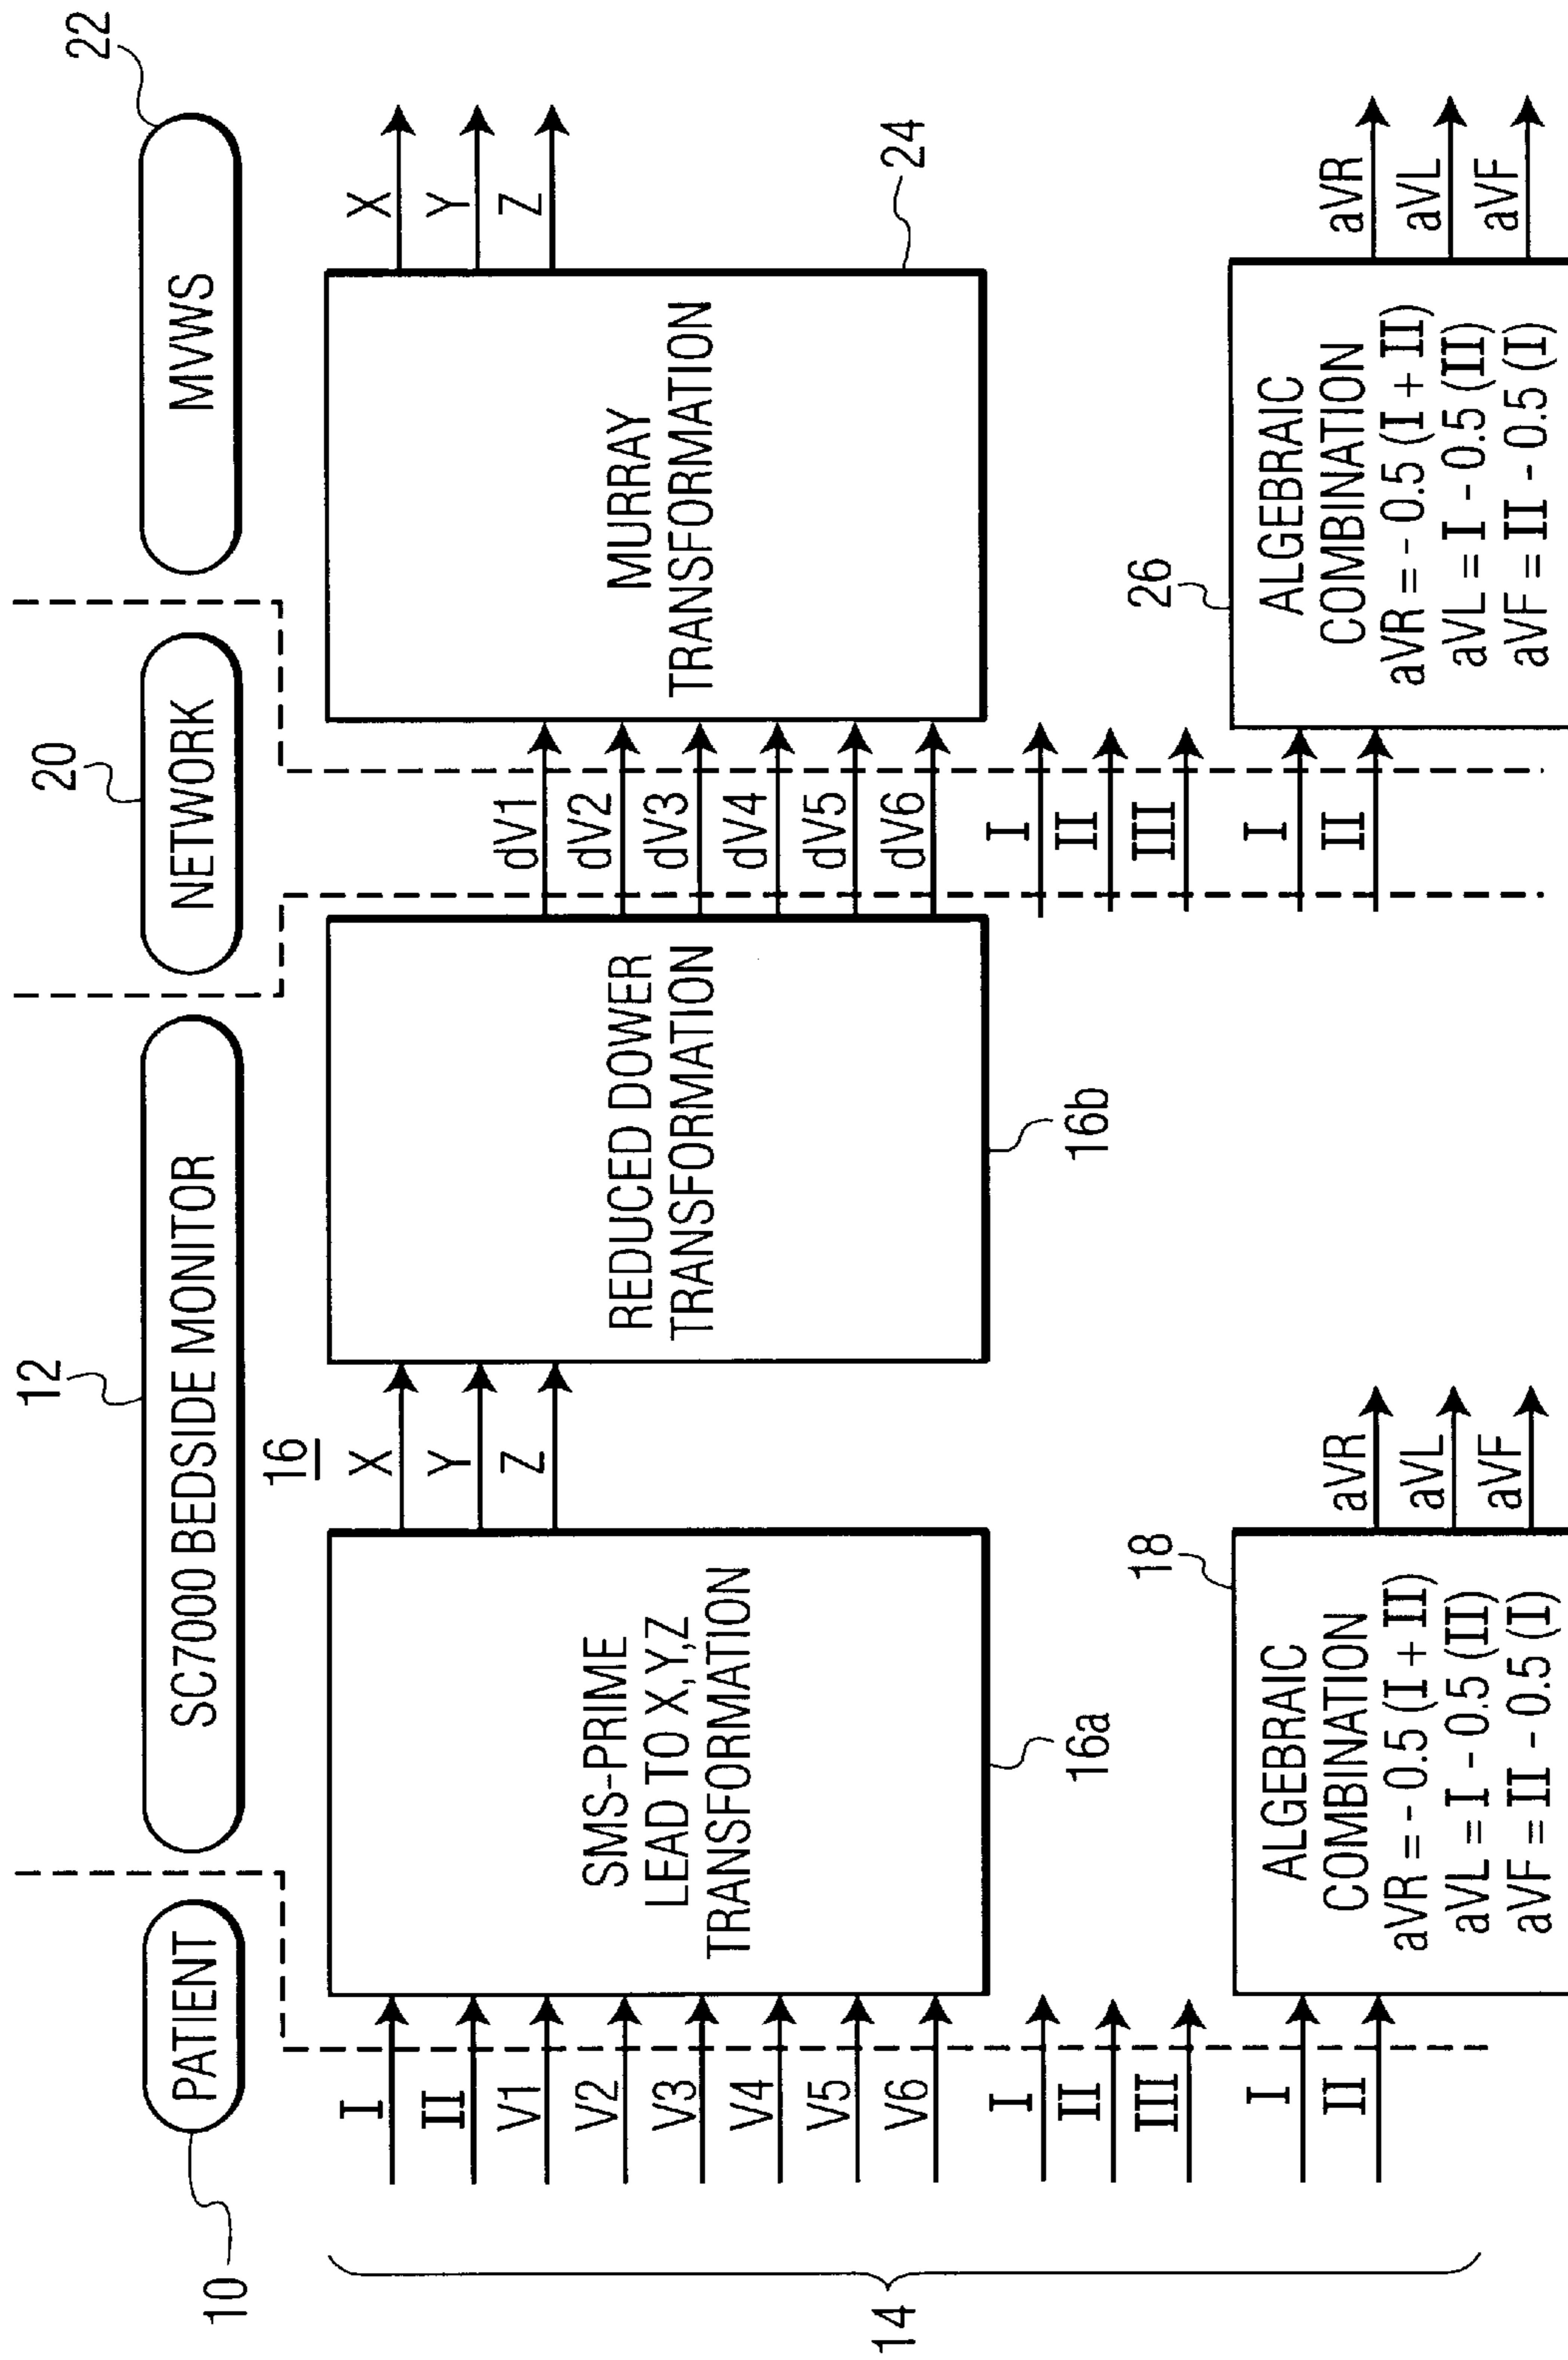 10
PATIENT
12
SC7000 BEDSIDE MONITOR
20
NETWORK
22
MVWS
14
I
II
V1
V2
V3
V4
V5
V6
I
II
III
I
II
SMS-PRIME
LEAD TO X,Y,Z
TRANSFORMATION
16a
16
X
Y
Z
REDUCED DOWER
TRANSFORMATION
16b
dV1
dV2
dV3
dV4
dV5
dV6
I
II
III
I
II
MURRAY
TRANSFORMATION
24
X
Y
Z
18
ALGEBRAIC
COMBINATION
aVR = - 0.5 (I + II)
aVL = I - 0.5 (II)
aVF = II - 0.5 (I)
aVR
aVL
aVF
26
ALGEBRAIC
COMBINATION
aVR = - 0.5 (I + II)
aVL = I - 0.5 (II)
aVF = II - 0.5 (I)
aVR
aVL
aVF